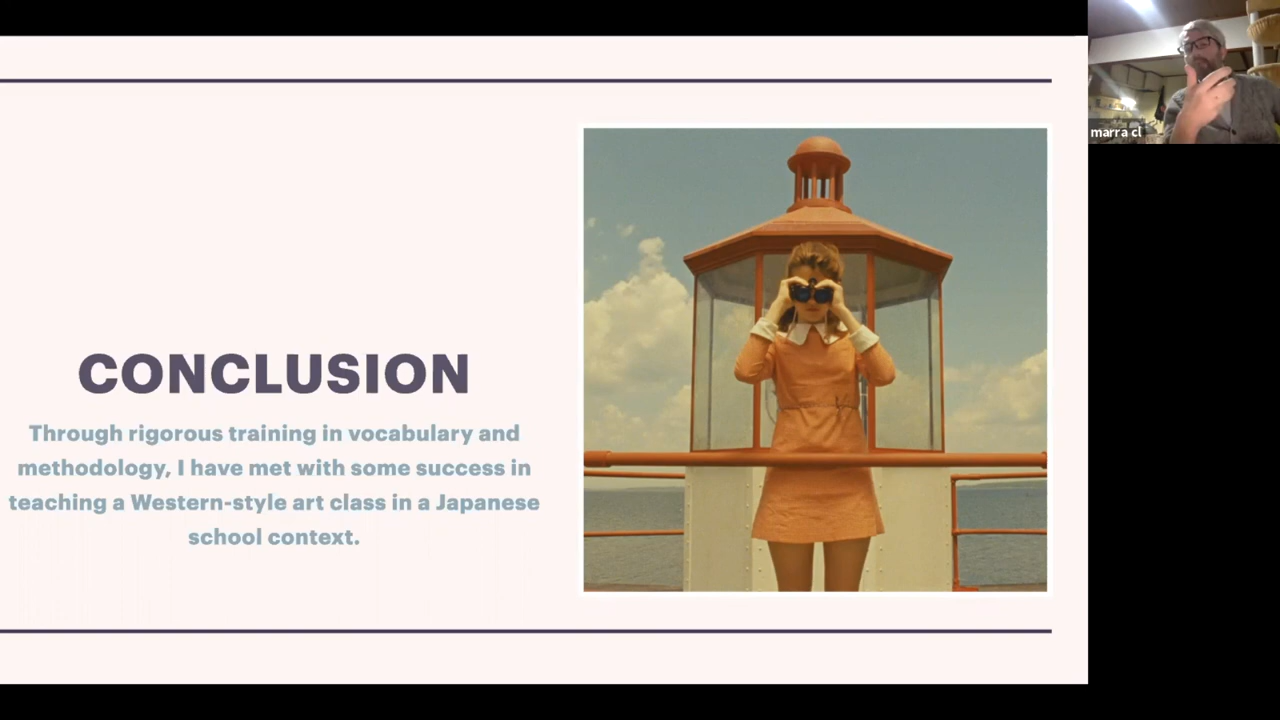 CONCLUSION
Through rigorous training in vocabulary and
methodology, I have met with some success in
teaching a Western-style art class in a Japanese
school context.
marra cl